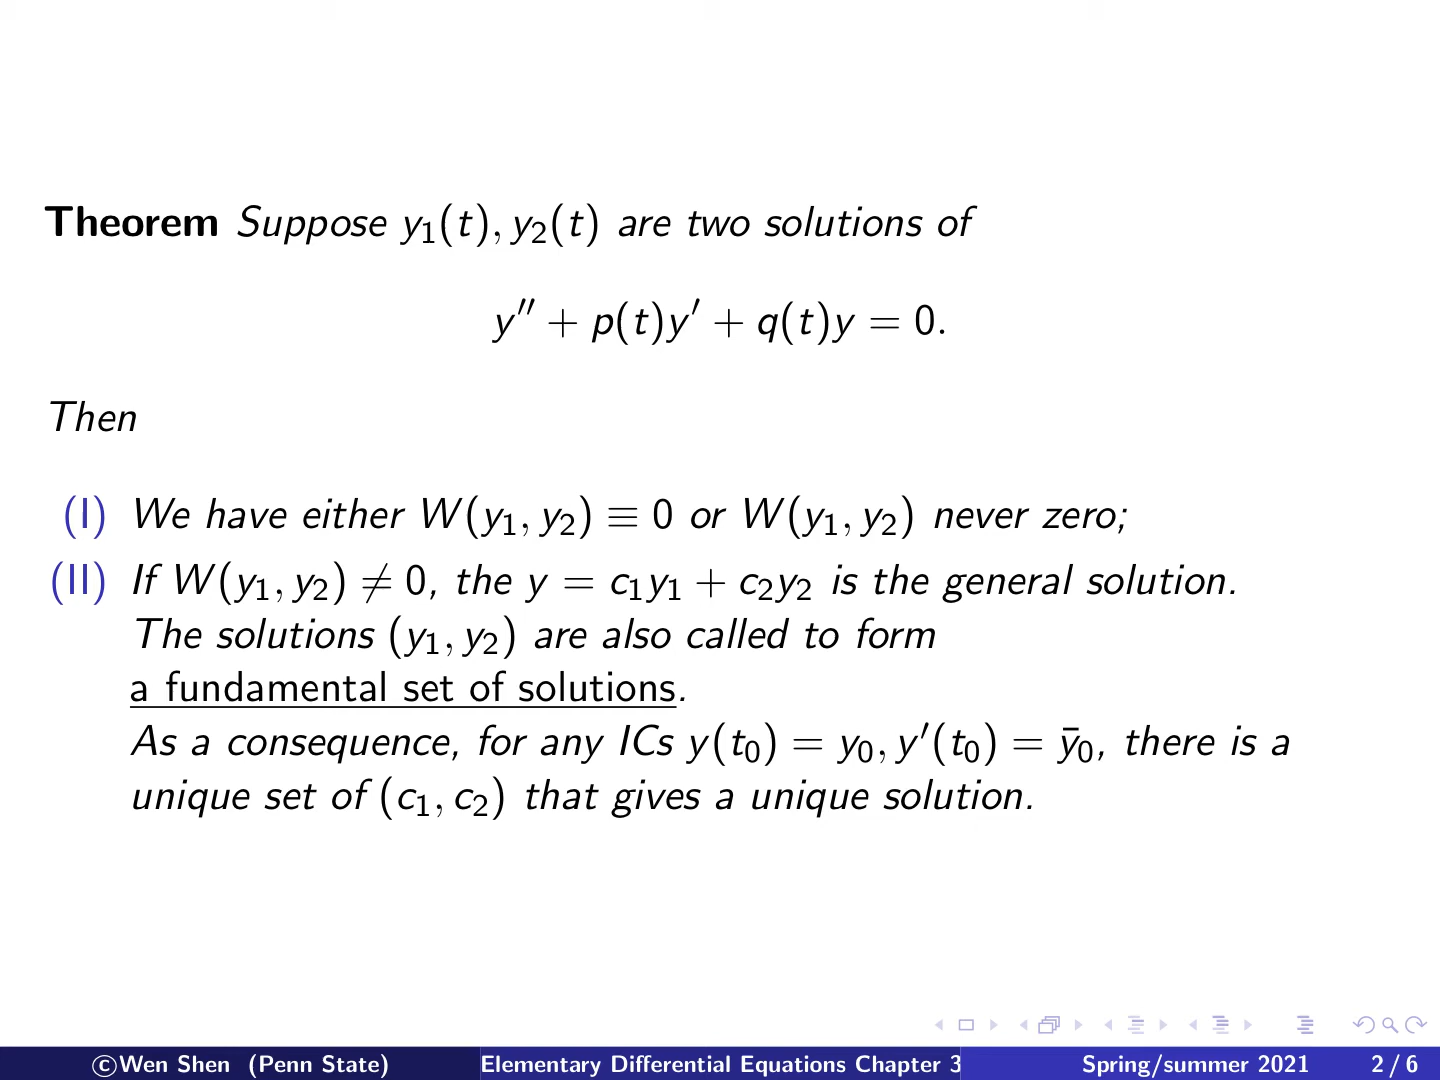 Theorem Suppose y₁(t), y₂(t) are two solutions of
y″ + p(t)y′ + q(t)y = 0.
Then
(I) We have either W(y₁, y₂) ≡ 0 or W(y₁, y₂) never zero;
(II) If W(y₁, y₂) ≠ 0, the y = c₁y₁ + c₂y₂ is the general solution.
The solutions (y₁, y₂) are also called to form
a fundamental set of solutions.
As a consequence, for any ICs y(t₀) = y₀, y′(t₀) = ȳ₀, there is a
unique set of (c₁, c₂) that gives a unique solution.
©Wen Shen (Penn State) Elementary Differential Equations Chapter 3 Spring/summer 2021 2 / 6